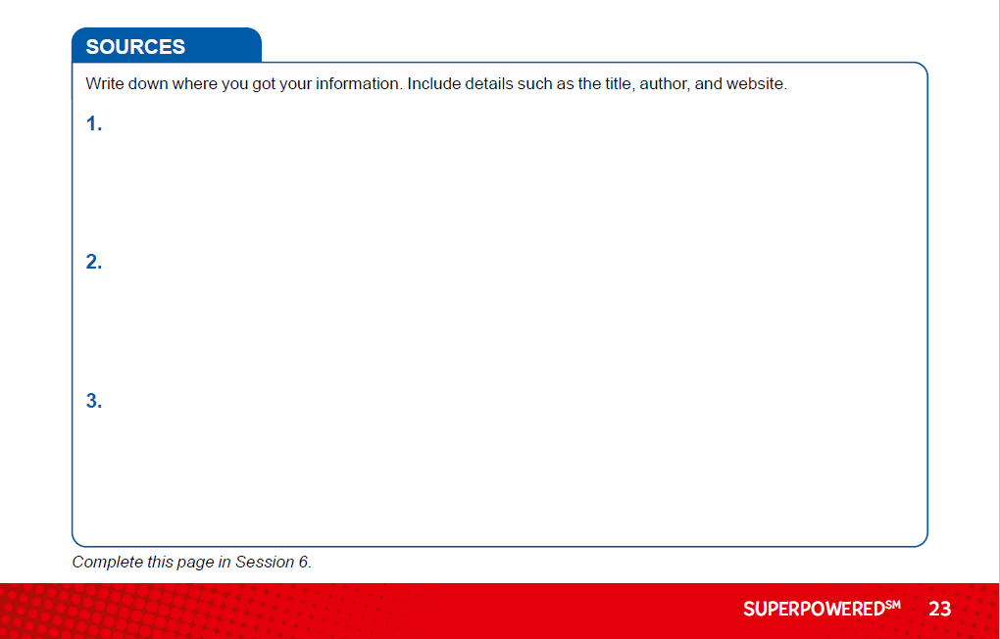 SOURCES
Write down where you got your information. Include details such as the title, author, and website.
1.
2.
3.
Complete this page in Session 6.
SUPERPOWERED℠ 23